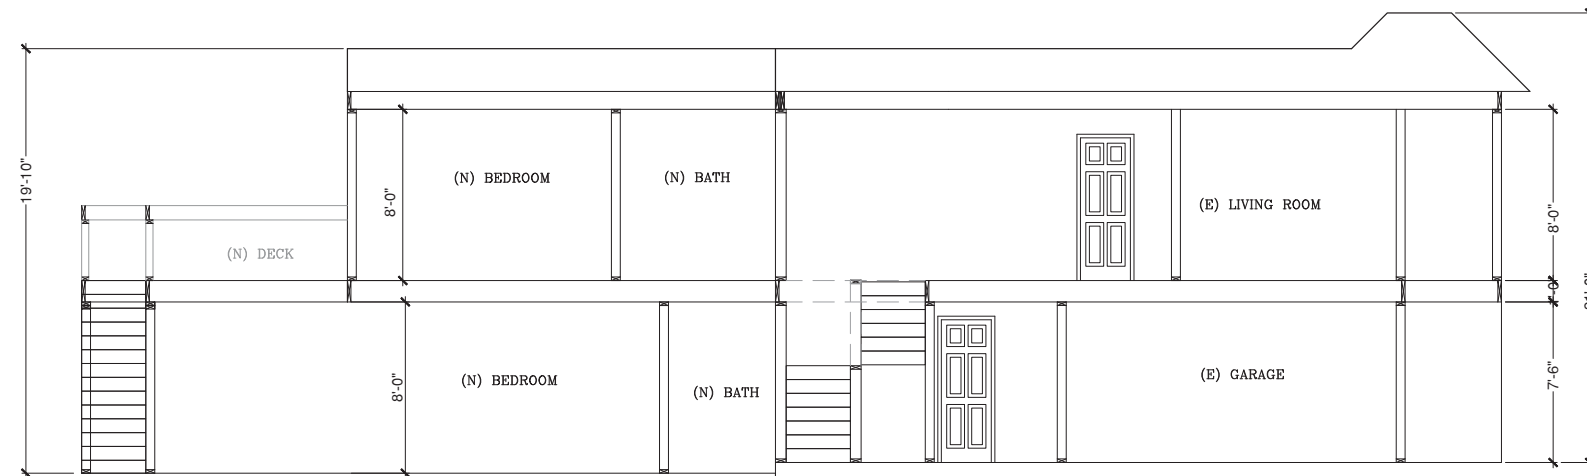 19'-10"
(N) BEDROOM
(N) BATH
8'-0"
(E) LIVING ROOM
8'-0"
(N) DECK
(N) BEDROOM
(N) BATH
8'-0"
(E) GARAGE
7'-6"